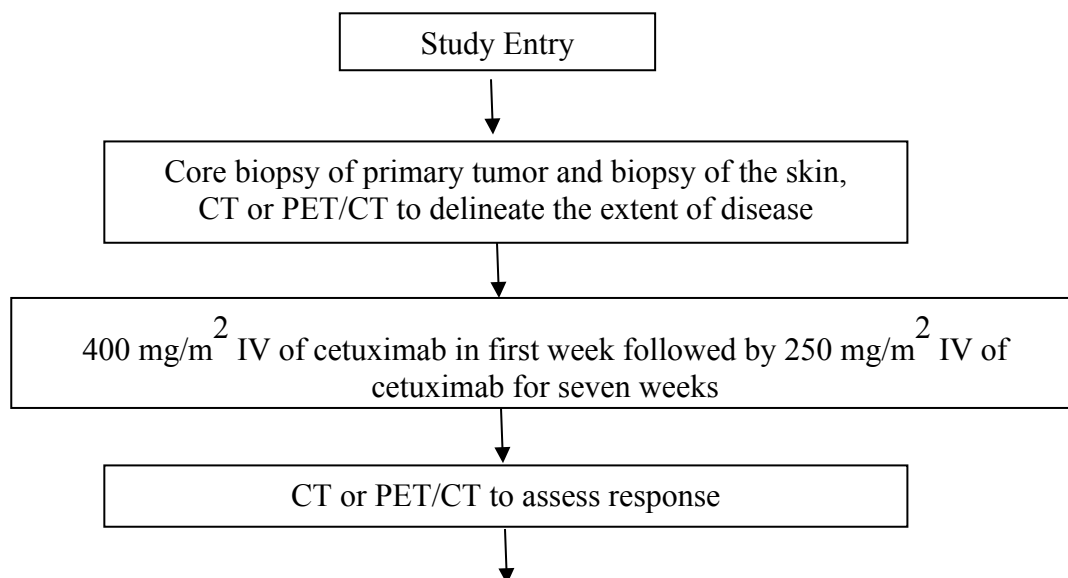 Study Entry
Core biopsy of primary tumor and biopsy of the skin,
CT or PET/CT to delineate the extent of disease
400 mg/m² IV of cetuximab in first week followed by 250 mg/m² IV of
cetuximab for seven weeks
CT or PET/CT to assess response